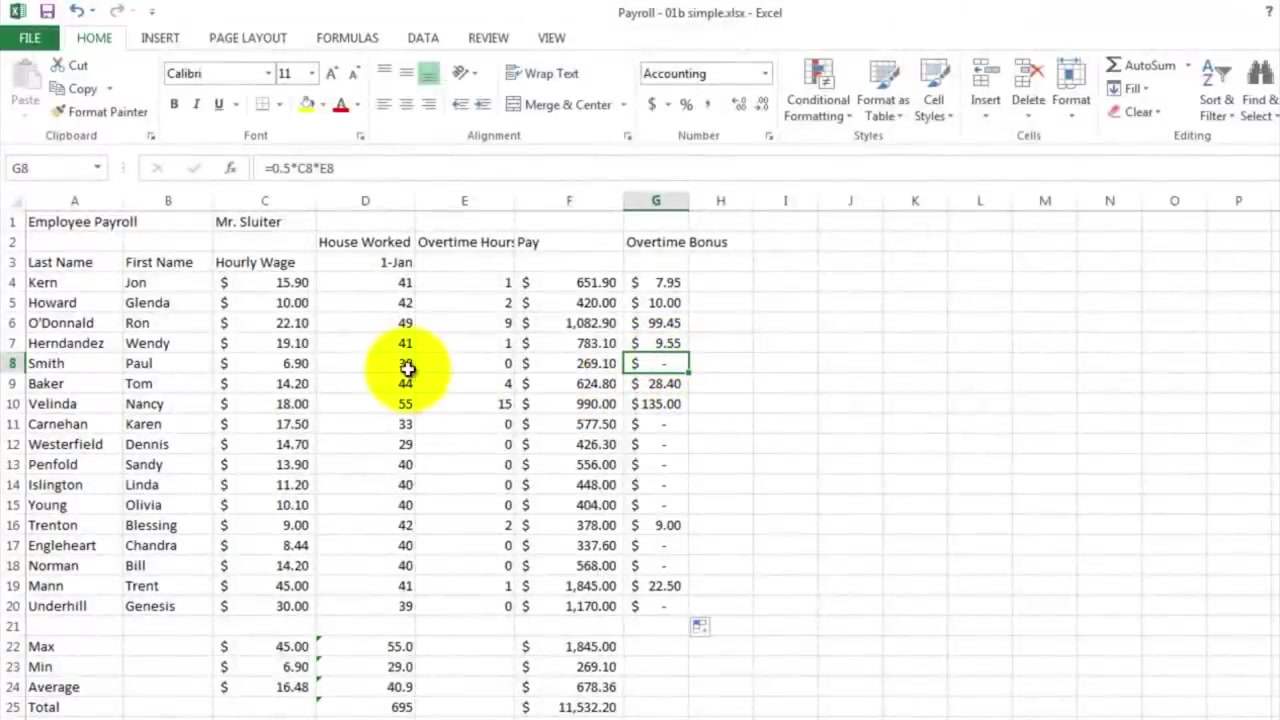 Payroll - 01b simple.xlsx - Excel ?
FILE HOME INSERT PAGE LAYOUT FORMULAS DATA REVIEW VIEW
Paste
Cut
Copy
Format Painter
Clipboard
Calibri 11 A A
B I U A
Font
Wrap Text
Merge & Center
Alignment
Accounting
$ % , .0 .00 .00 .0
Number
Conditional Formatting
Format as Table
Cell Styles
Styles
Insert Delete Format
Cells
Σ AutoSum
Fill
Clear
Sort & Filter
Find & Select
Editing
G8 fx =0.5*C8*E8
A B C D E F G H I J K L M N O P
1 Employee Payroll Mr. Sluiter
2 House Worked Overtime Hours Pay Overtime Bonus
3 Last Name First Name Hourly Wage 1-Jan
4 Kern Jon $ 15.90 41 1 $ 651.90 $ 7.95
5 Howard Glenda $ 10.00 42 2 $ 420.00 $ 10.00
6 O'Donnald Ron $ 22.10 49 9 $ 1,082.90 $ 99.45
7 Herndandez Wendy $ 19.10 41 1 $ 783.10 $ 9.55
8 Smith Paul $ 6.90 0 $ 269.10 $ -
9 Baker Tom $ 14.20 44 4 $ 624.80 $ 28.40
10 Velinda Nancy $ 18.00 55 15 $ 990.00 $ 135.00
11 Carnehan Karen $ 17.50 33 0 $ 577.50 $ -
12 Westerfield Dennis $ 14.70 29 0 $ 426.30 $ -
13 Penfold Sandy $ 13.90 40 0 $ 556.00 $ -
14 Islington Linda $ 11.20 40 0 $ 448.00 $ -
15 Young Olivia $ 10.10 40 0 $ 404.00 $ -
16 Trenton Blessing $ 9.00 42 2 $ 378.00 $ 9.00
17 Engleheart Chandra $ 8.44 40 0 $ 337.60 $ -
18 Norman Bill $ 14.20 40 0 $ 568.00 $ -
19 Mann Trent $ 45.00 41 1 $ 1,845.00 $ 22.50
20 Underhill Genesis $ 30.00 39 0 $ 1,170.00 $ -
21
22 Max $ 45.00 55.0 $ 1,845.00
23 Min $ 6.90 29.0 $ 269.10
24 Average $ 16.48 40.9 $ 678.36
25 Total 695 $ 11,532.20